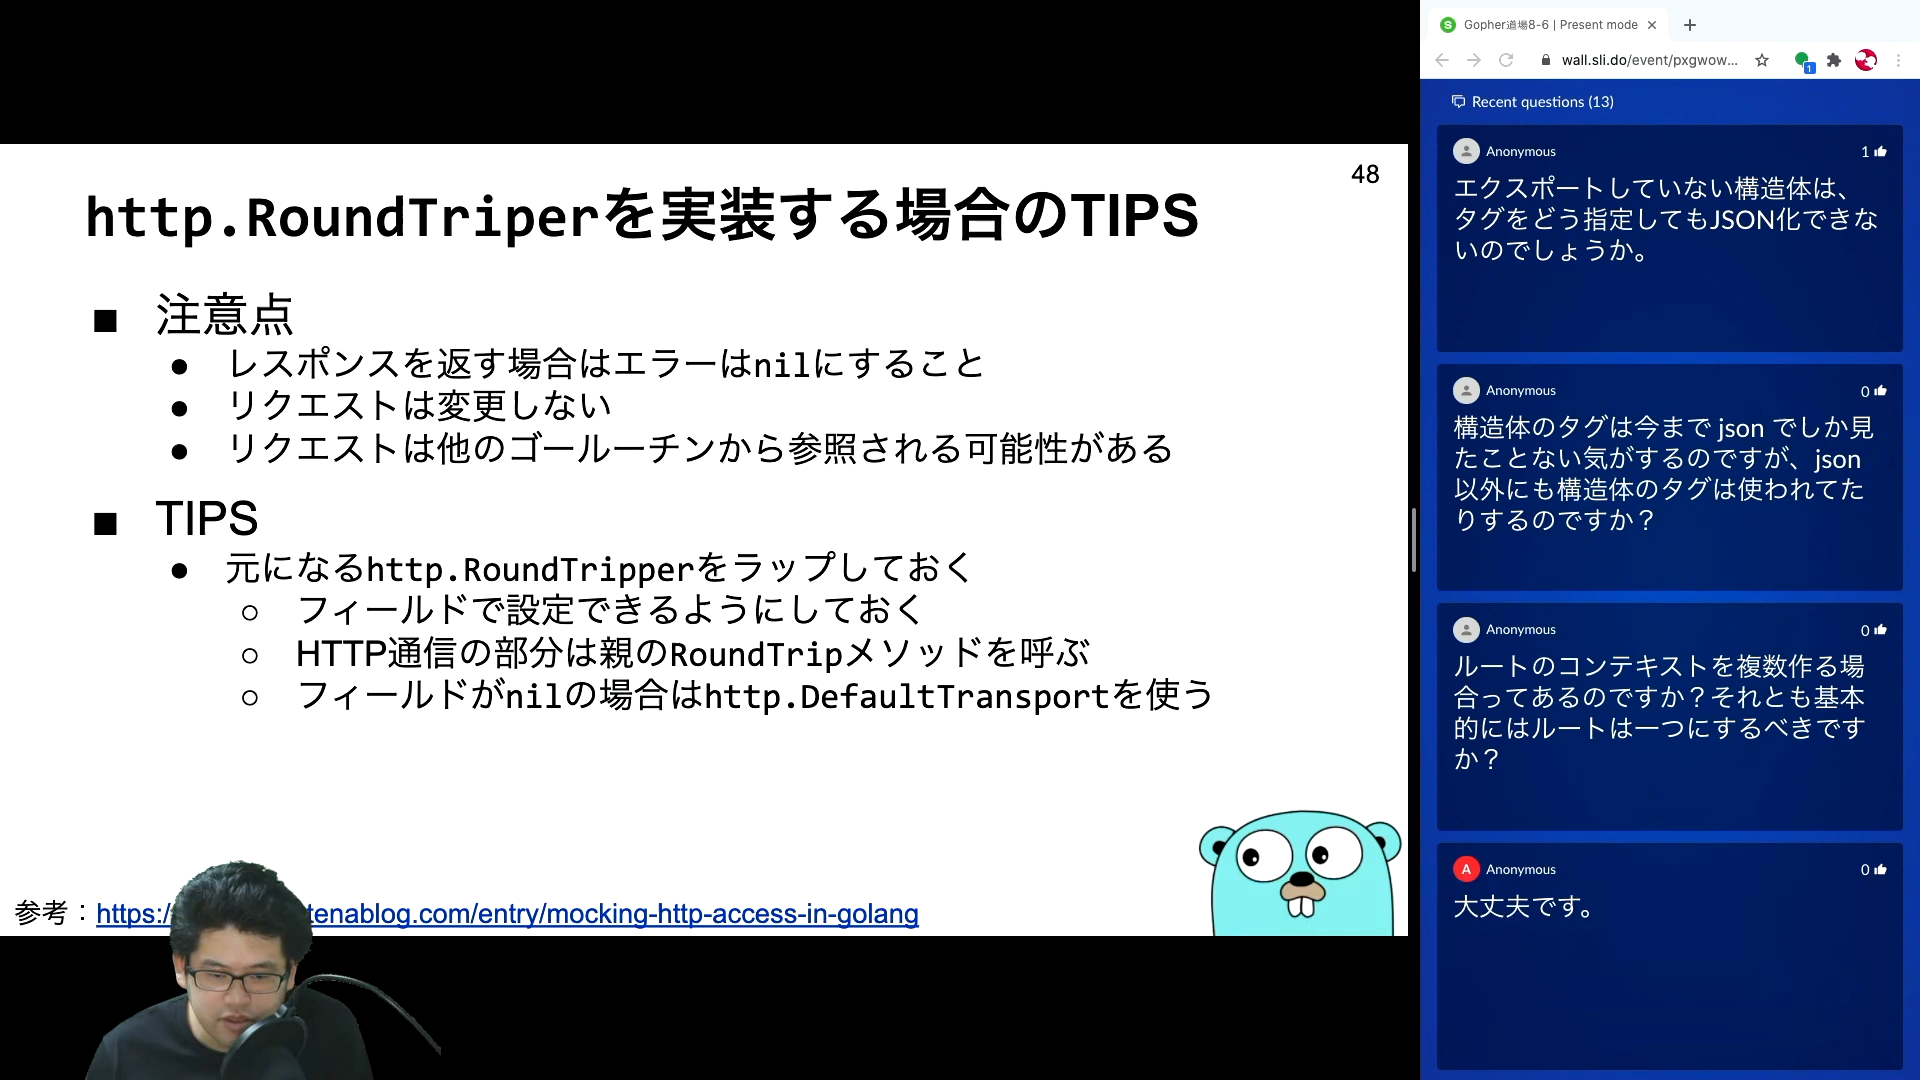 48
http.RoundTriperを実装する場合のTIPS
■ 注意点
● レスポンスを返す場合はエラーはnilにすること
● リクエストは変更しない
● リクエストは他のゴールーチンから参照される可能性がある
■ TIPS
● 元になるhttp.RoundTripperをラップしておく
○ フィールドで設定できるようにしておく
○ HTTP通信の部分は親のRoundTripメソッドを呼ぶ
○ フィールドがnilの場合はhttp.DefaultTransportを使う
参考：https:/ tenablog.com/entry/mocking-http-access-in-golang
Gopher道場8-6 | Present mode
wall.sli.do/event/pxgwow...
1
Recent questions (13)
Anonymous
1
エクスポートしていない構造体は、
タグをどう指定してもJSON化できな
いのでしょうか。
Anonymous
0
構造体のタグは今まで json でしか見
たことない気がするのですが、json
以外にも構造体のタグは使われてた
りするのですか？
Anonymous
0
ルートのコンテキストを複数作る場
合ってあるのですか？それとも基本
的にはルートは一つにするべきです
か？
A Anonymous
0
大丈夫です。